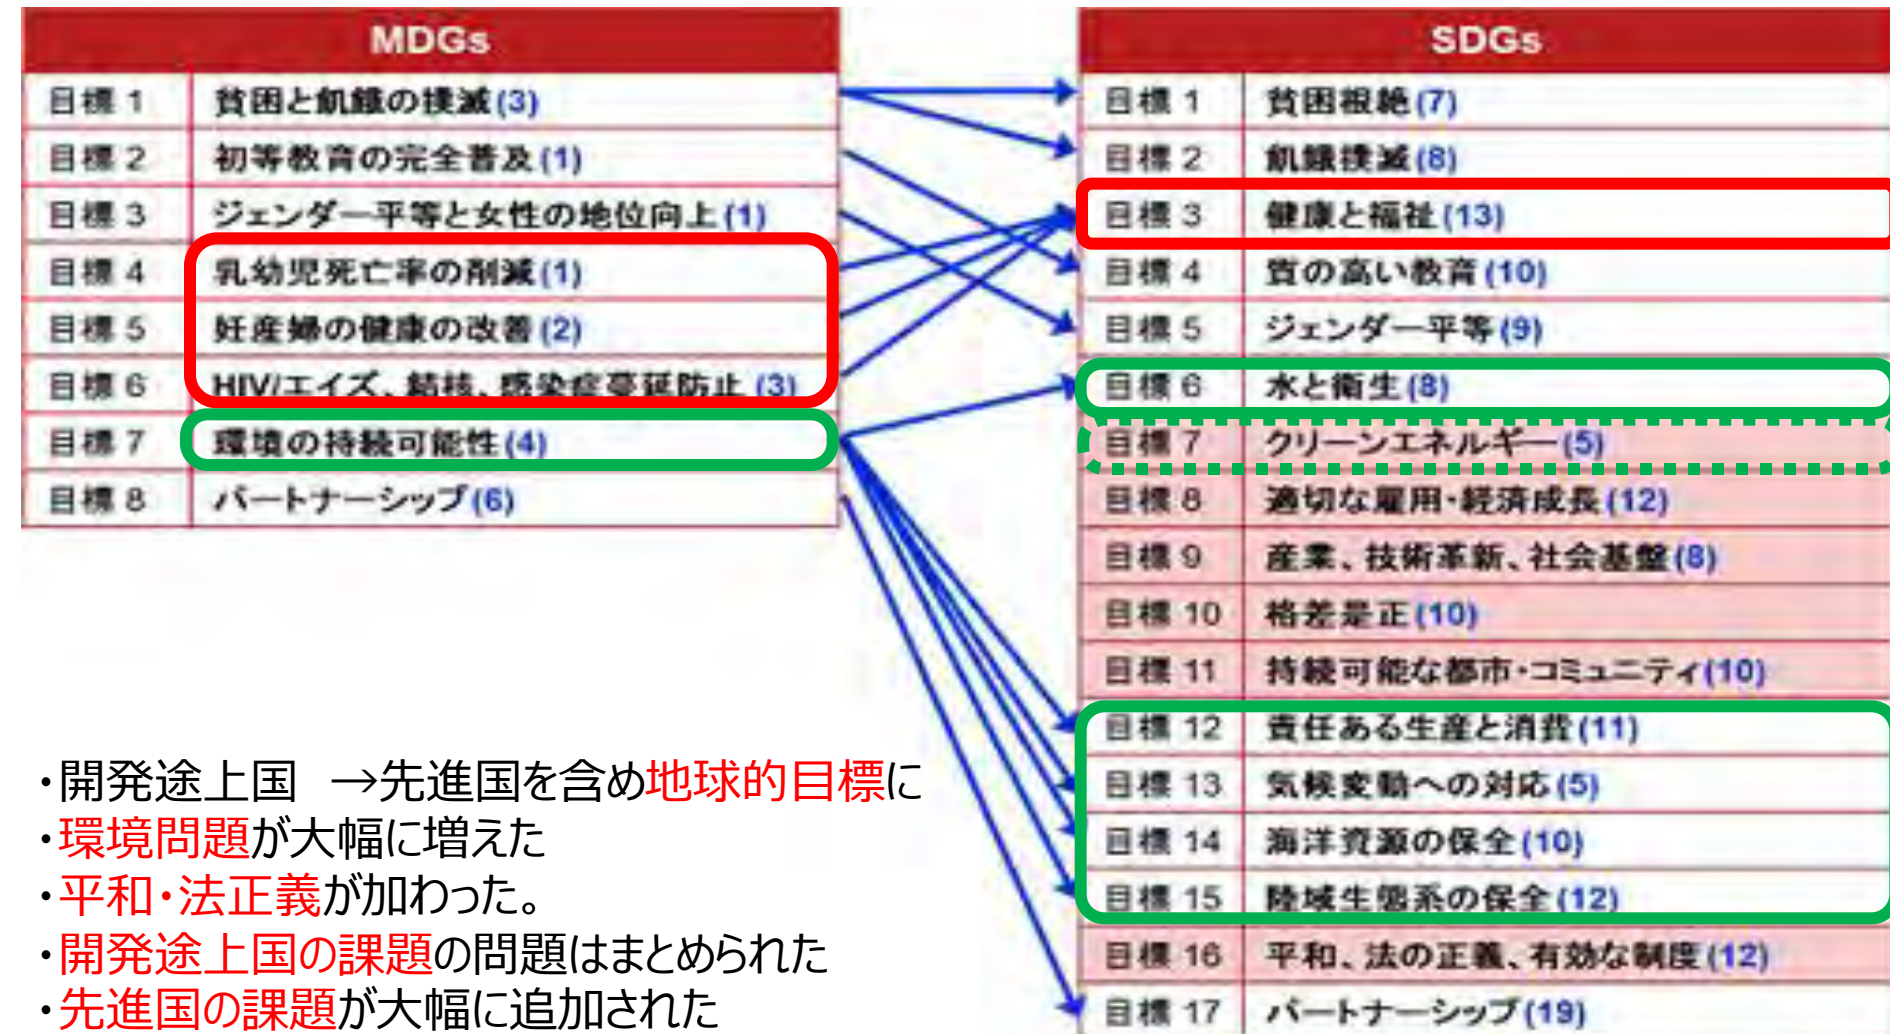 MDGs
目標 1 貧困と飢餓の撲滅(3)
目標 2 初等教育の完全普及(1)
目標 3 ジェンダー平等と女性の地位向上(1)
目標 4 乳幼児死亡率の削減(1)
目標 5 妊産婦の健康の改善(2)
目標 6 HIV/エイズ、結核、感染症蔓延防止(3)
目標 7 環境の持続可能性(4)
目標 8 パートナーシップ(6)
SDGs
目標 1 貧困根絶(7)
目標 2 飢餓撲滅(8)
目標 3 健康と福祉(13)
目標 4 質の高い教育(10)
目標 5 ジェンダー平等(9)
目標 6 水と衛生(8)
目標 7 クリーンエネルギー(5)
目標 8 適切な雇用・経済成長(12)
目標 9 産業、技術革新、社会基盤(8)
目標 10 格差是正(10)
目標 11 持続可能な都市・コミュニティ(10)
目標 12 責任ある生産と消費(11)
目標 13 気候変動への対応(5)
目標 14 海洋資源の保全(10)
目標 15 陸域生態系の保全(12)
目標 16 平和、法の正義、有効な制度(12)
目標 17 パートナーシップ(19)
・開発途上国　→先進国を含め地球的目標に
・環境問題が大幅に増えた
・平和・法正義が加わった。
・開発途上国の課題の問題はまとめられた
・先進国の課題が大幅に追加された